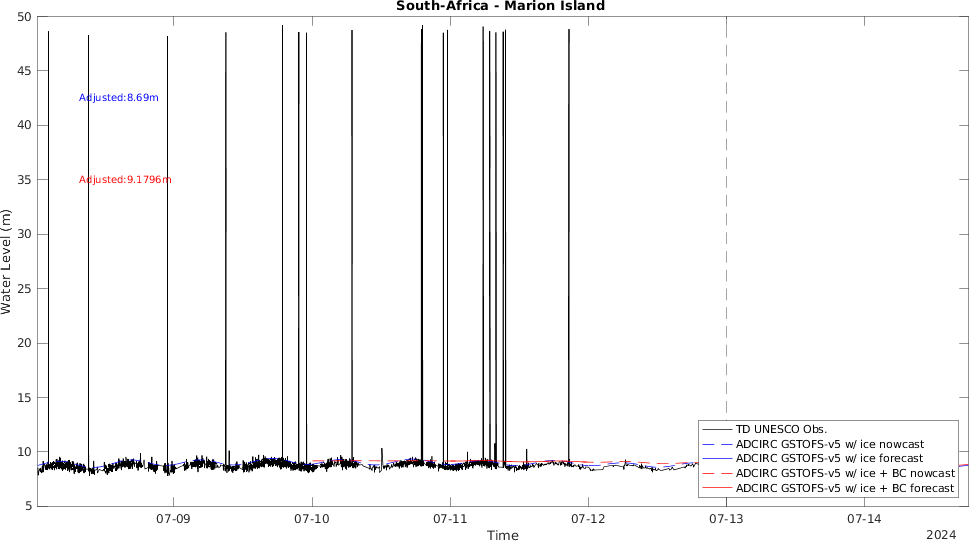 South-Africa - Marion Island
50
45
40
35
30
25
20
15
10
5
Water Level (m)
Adjusted:8.69m
Adjusted:9.1796m
TD UNESCO Obs.
ADCIRC GSTOFS-v5 w/ ice nowcast
ADCIRC GSTOFS-v5 w/ ice forecast
ADCIRC GSTOFS-v5 w/ ice + BC nowcast
ADCIRC GSTOFS-v5 w/ ice + BC forecast
07-09 07-10 07-11 07-12 07-13 07-14
Time
2024